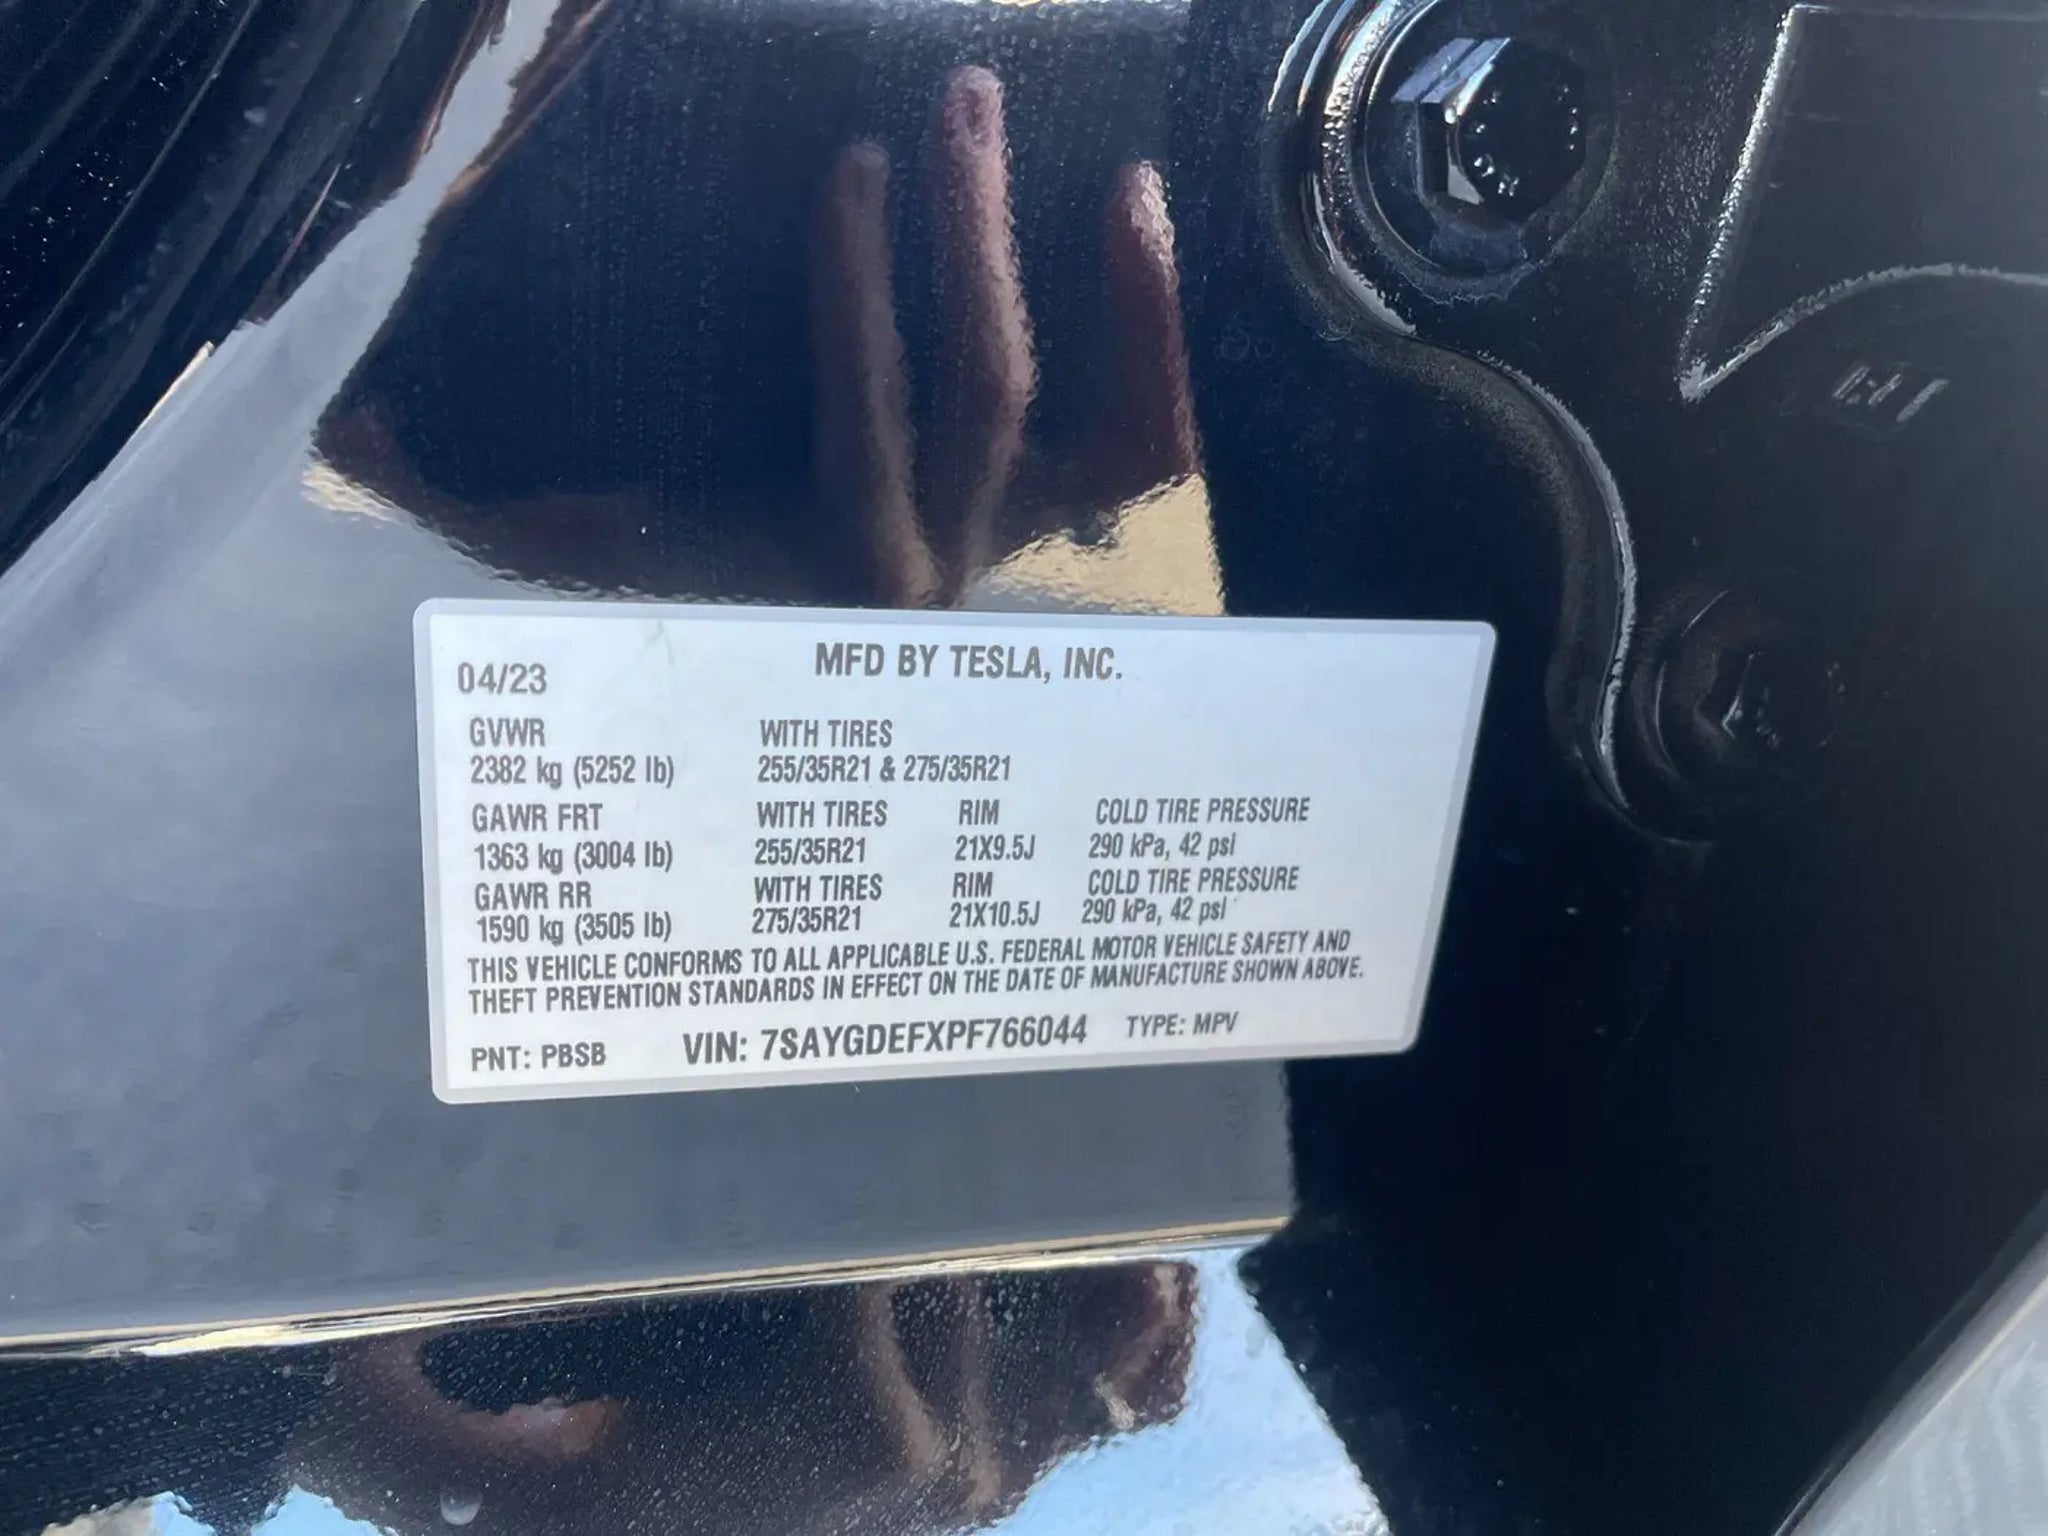 04/23 MFD BY TESLA, INC.
GVWR WITH TIRES
2382 kg (5252 lb) 255/35R21 & 275/35R21
GAWR FRT WITH TIRES RIM COLD TIRE PRESSURE
1363 kg (3004 lb) 255/35R21 21X9.5J 290 kPa, 42 psi
GAWR RR WITH TIRES RIM COLD TIRE PRESSURE
1590 kg (3505 lb) 275/35R21 21X10.5J 290 kPa, 42 psi
THIS VEHICLE CONFORMS TO ALL APPLICABLE U.S. FEDERAL MOTOR VEHICLE SAFETY AND
THEFT PREVENTION STANDARDS IN EFFECT ON THE DATE OF MANUFACTURE SHOWN ABOVE.
PNT: PBSB VIN: 7SAYGDEFXPF766044 TYPE: MPV